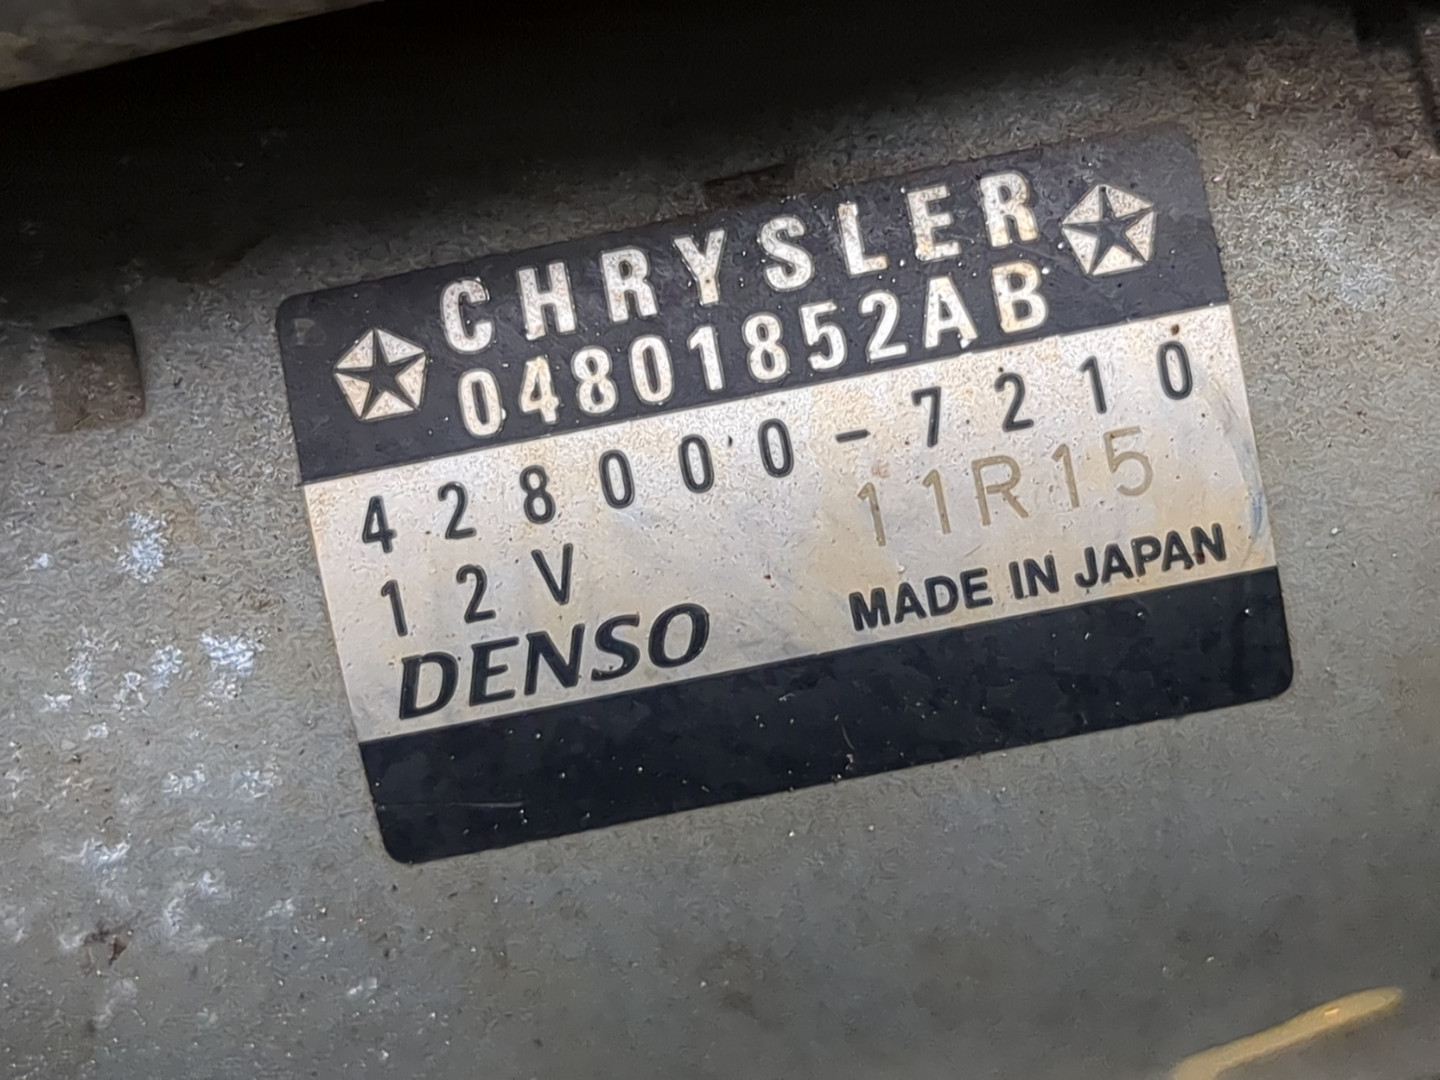 CHRYSLER
04801852AB
428000-7210
11R15
12V
DENSO
MADE IN JAPAN